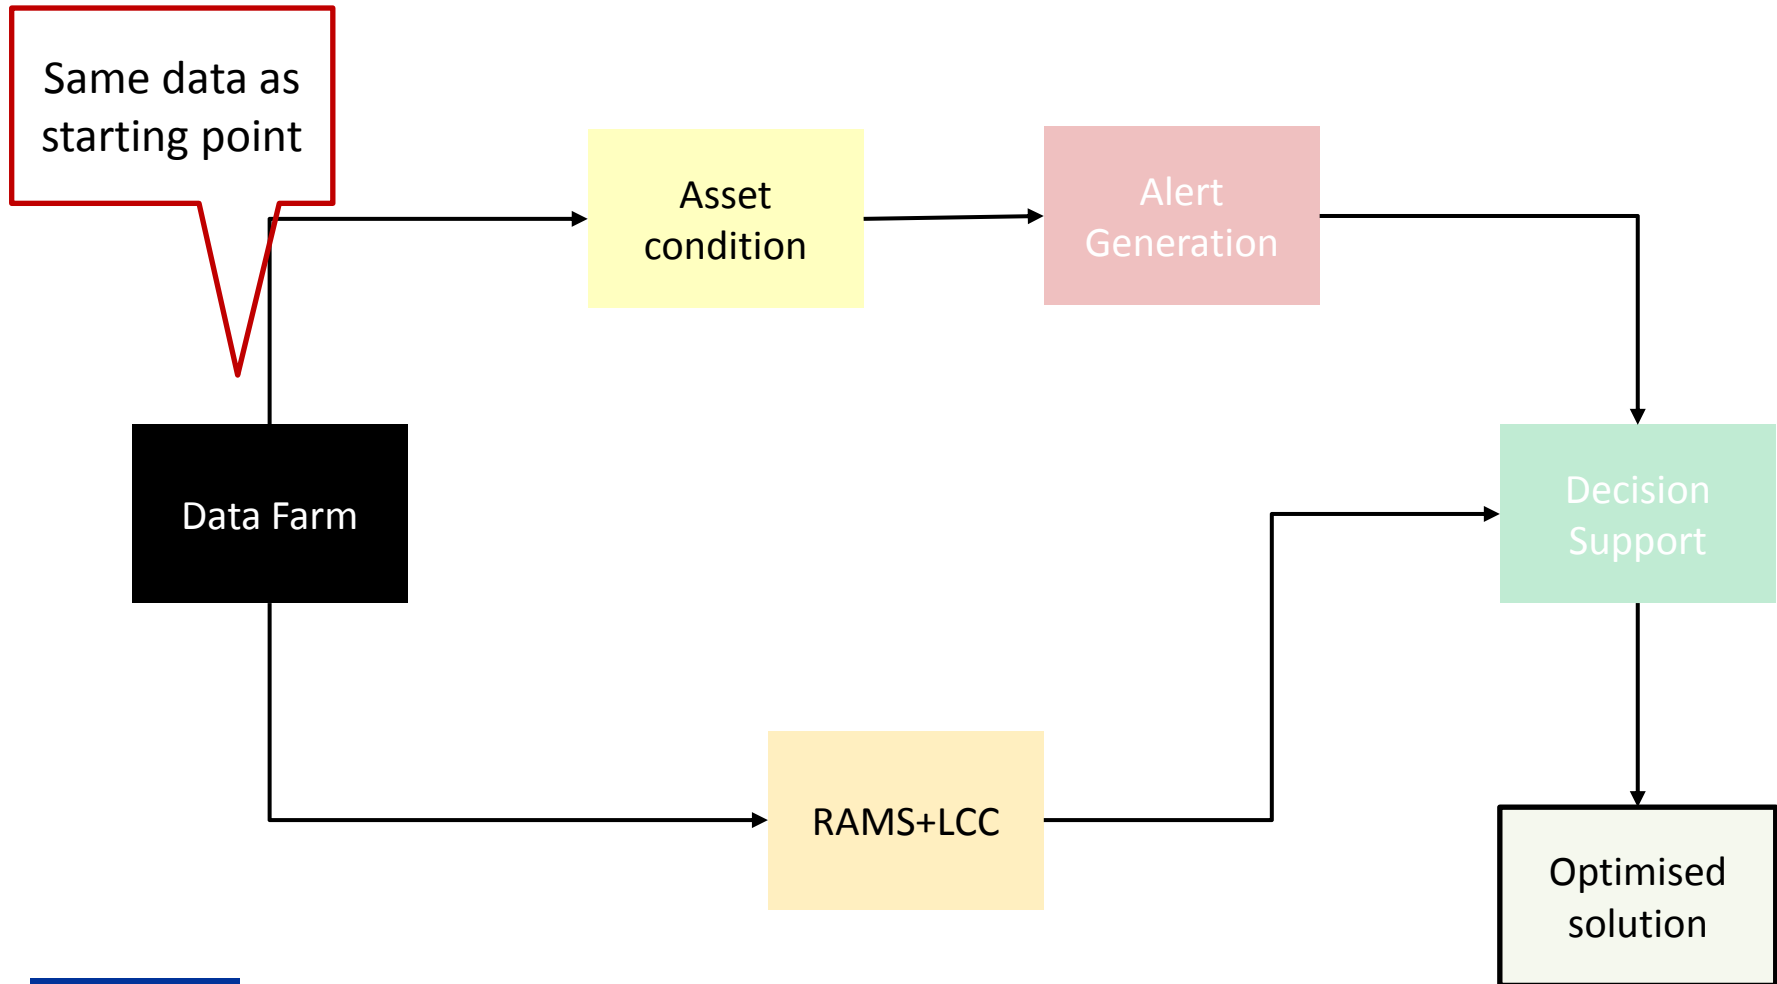 Same data as
starting point
Asset
condition
Alert
Generation
Data Farm
Decision
Support
RAMS+LCC
Optimised
solution